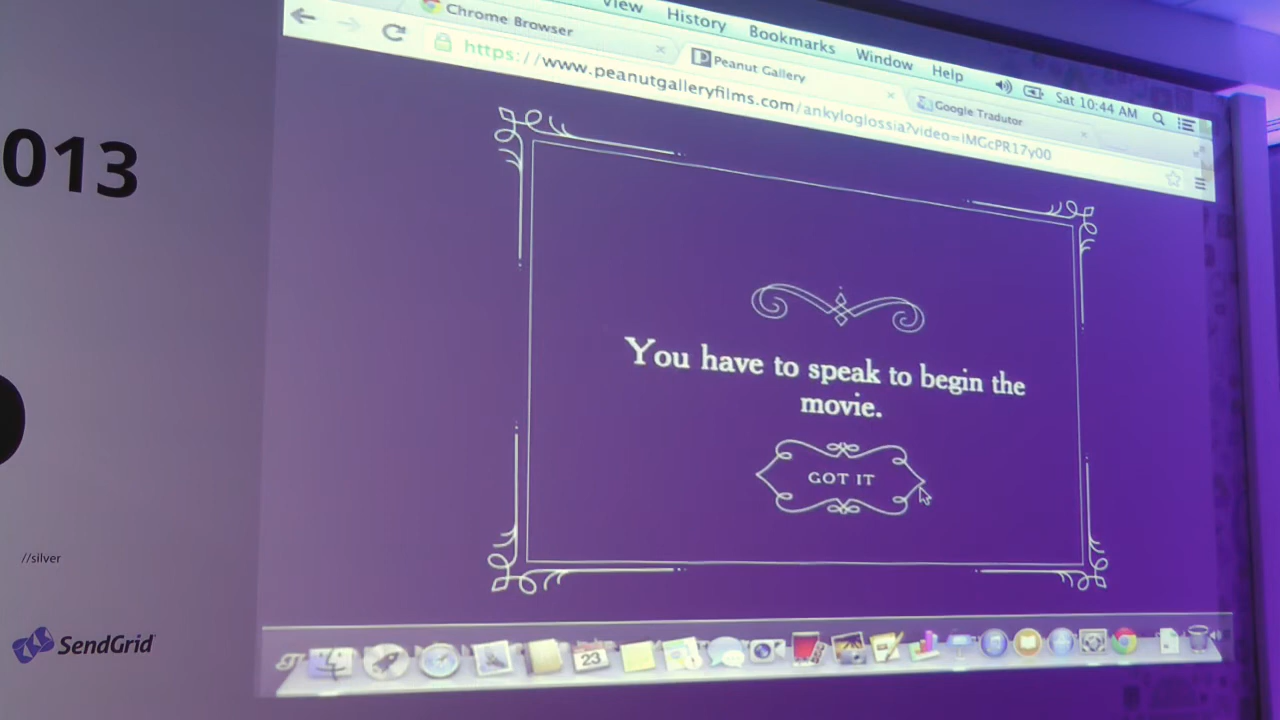 View History Bookmarks Window Help Sat 10:44 AM
Chrome Browser
Peanut Gallery
Google Tradutor
https://www.peanutgalleryfilms.com/ankyloglossia?video=IMGcPR17y00
013
You have to speak to begin the
movie.
GOT IT
//silver
SendGrid
23